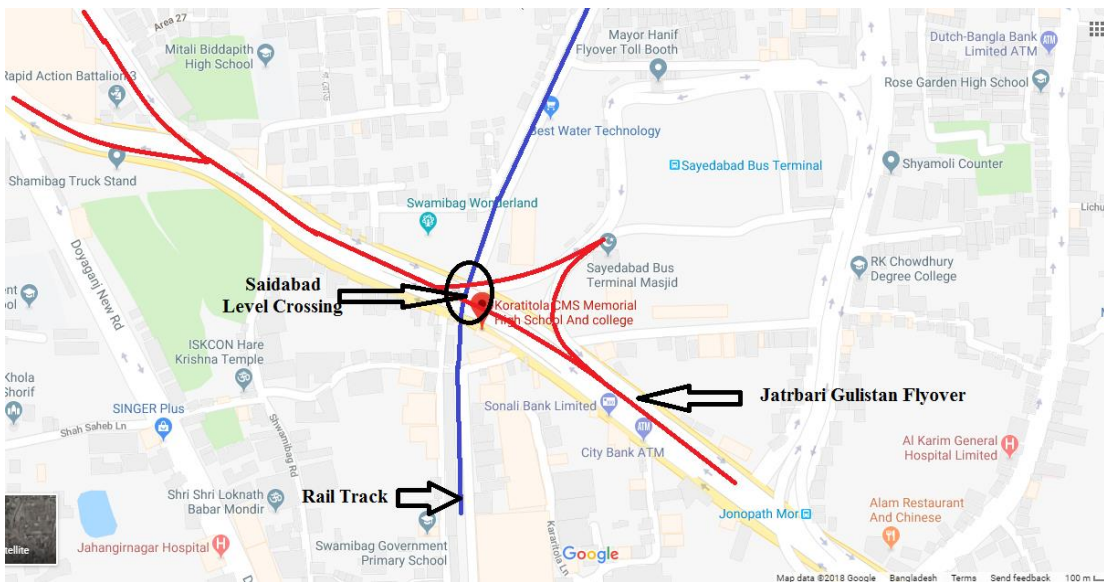 Area 27
Mitali Biddapith
High School
Rapid Action Battalion 3
Shamibag Truck Stand
Mayor Hanif
Flyover Toll Booth
Dutch-Bangla Bank
Limited ATM
Rose Garden High School
Best Water Technology
Sayedabad Bus Terminal
Shyamoli Counter
Swamibag Wonderland
Lichu
Saidabad
Level Crossing
Sayedabad Bus
Terminal Masjid
RK Chowdhury
Degree College
Koratitola CMS Memorial
High School And college
Doyaganj New Rd
ISKCON Hare
Krishna Temple
Khola
Shorif
SINGER Plus
Shah Saheb Ln
Shwamibag Rd
Sonali Bank Limited
Jatrbari Gulistan Flyover
City Bank ATM
Al Karim General
Hospital Limited
Rail Track
Shri Shri Loknath
Babar Mondir
Jonopath Mor
Alam Restaurant
And Chinese
Jahangirnagar Hospital
Swamibag Government
Primary School
Kararitola Ln
Google
Map data ©2018 Google Bangladesh Terms Send feedback 100 m